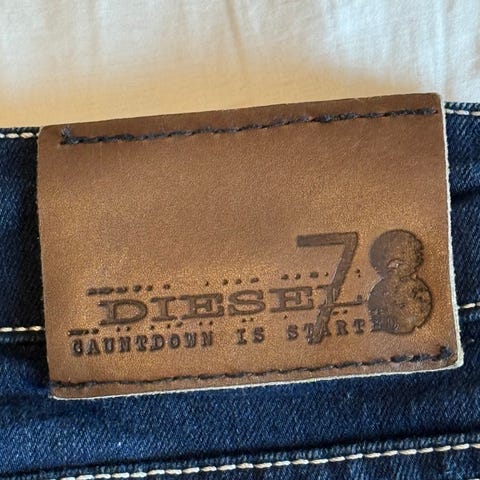 78
DIESEL
CAUNTDOWN IS START